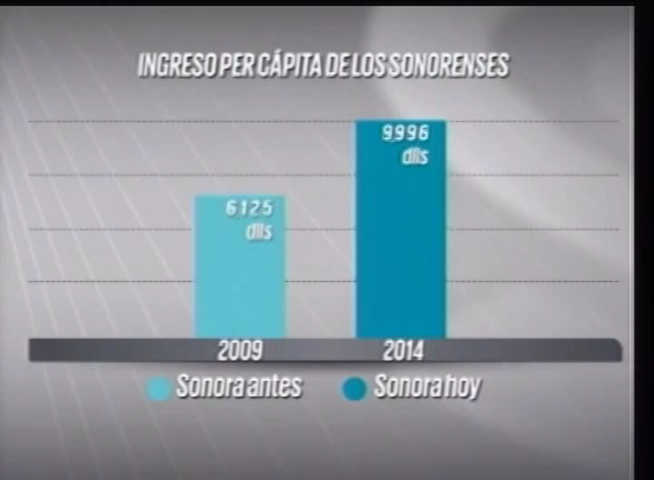 INGRESO PER CÁPITA DE LOS SONORENSES
9996
dlls
6125
dlls
2009
2014
Sonora antes
Sonora hoy